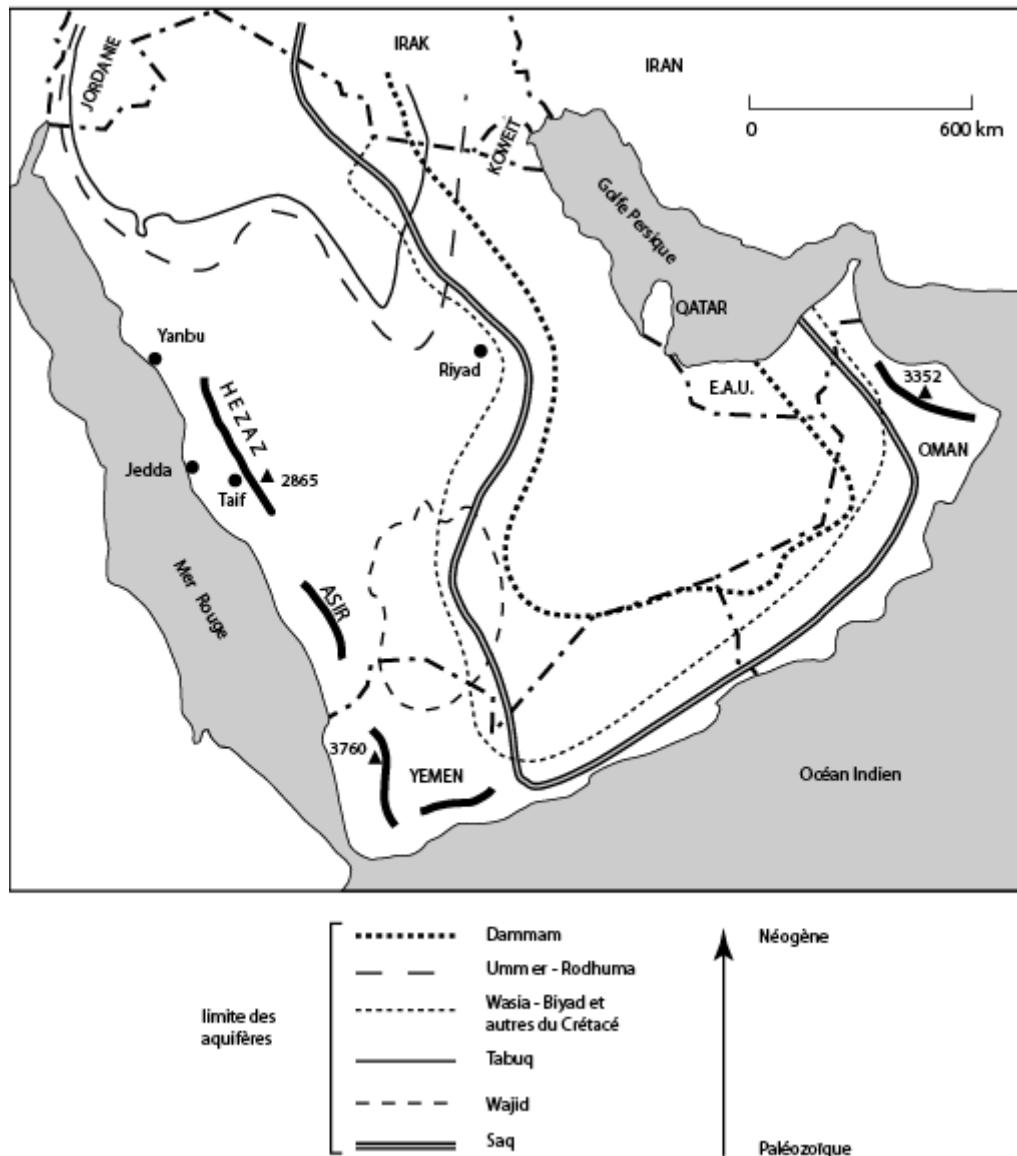 IRAK
IRAN
JORDANIE
KOWEIT
0 600 km
Golfe Persique
QATAR
Yanbu
Riyad
E.A.U.
3352
HEZAZ
OMAN
Jedda
Taif
2865
Mer Rouge
ASIR
3760
YEMEN
Océan Indien
limite des
aquifères
Dammam
Ummer - Rodhuma
Wasia - Biyad et
autres du Crétacé
Tabuq
Wajid
Saq
Néogène
Paléozoïque